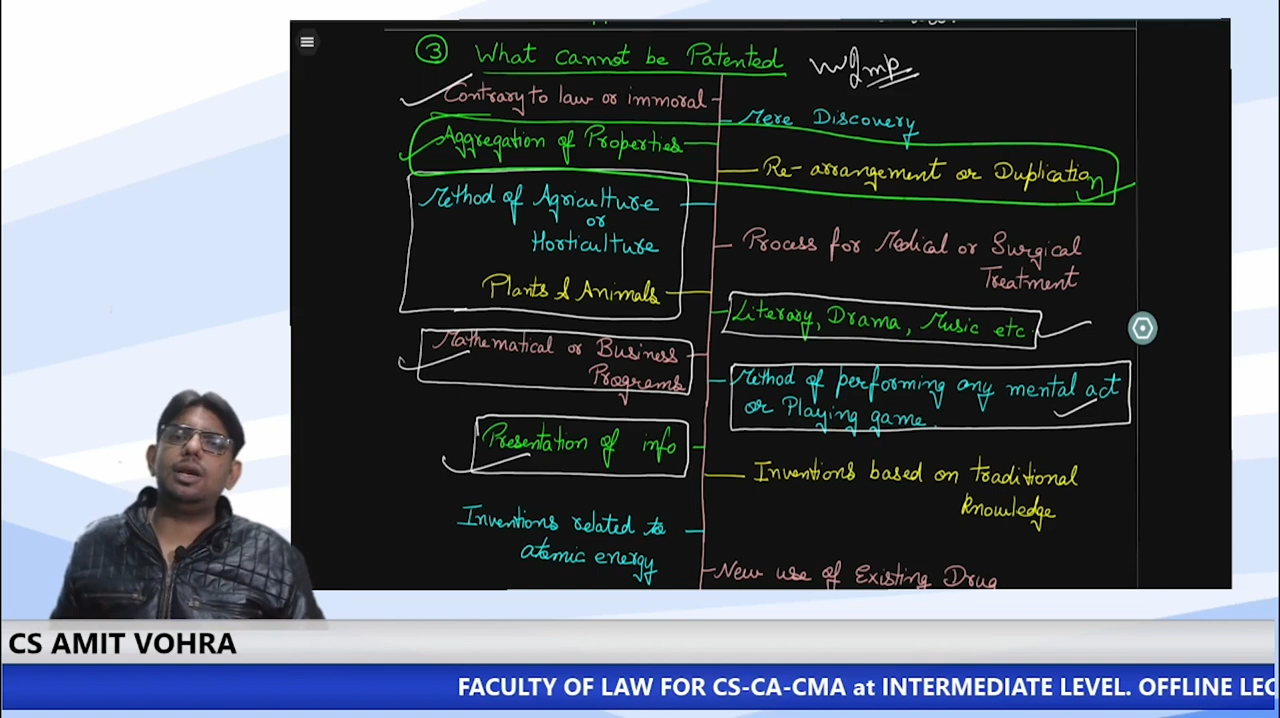 ③ What cannot be Patented
Contrary to law or immoral
Mere Discovery
Aggregation of Properties
Re-arrangement or Duplication
Method of Agriculture
or
Horticulture
Process for Medical or Surgical
Treatment
Plants & Animals
Literary, Drama, Music etc.
Mathematical or Business
Programs
Method of performing any mental act
or Playing game.
Presentation of info
Inventions based on traditional
knowledge
Inventions related to
atomic energy
New use of Existing Drug
CS AMIT VOHRA
FACULTY OF LAW FOR CS-CA-CMA at INTERMEDIATE LEVEL. OFFLINE LEC